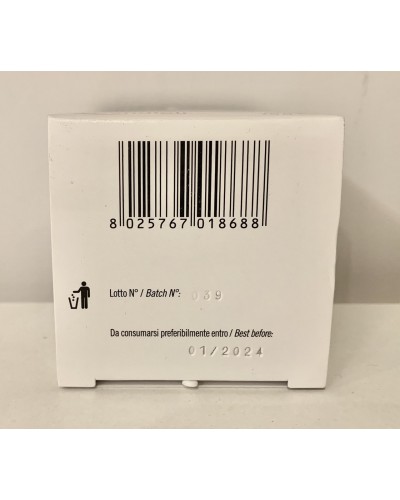 8 025767 018688
Lotto N° / Batch N°: 039
Da consumarsi preferibilmente entro / Best before:
01/2024